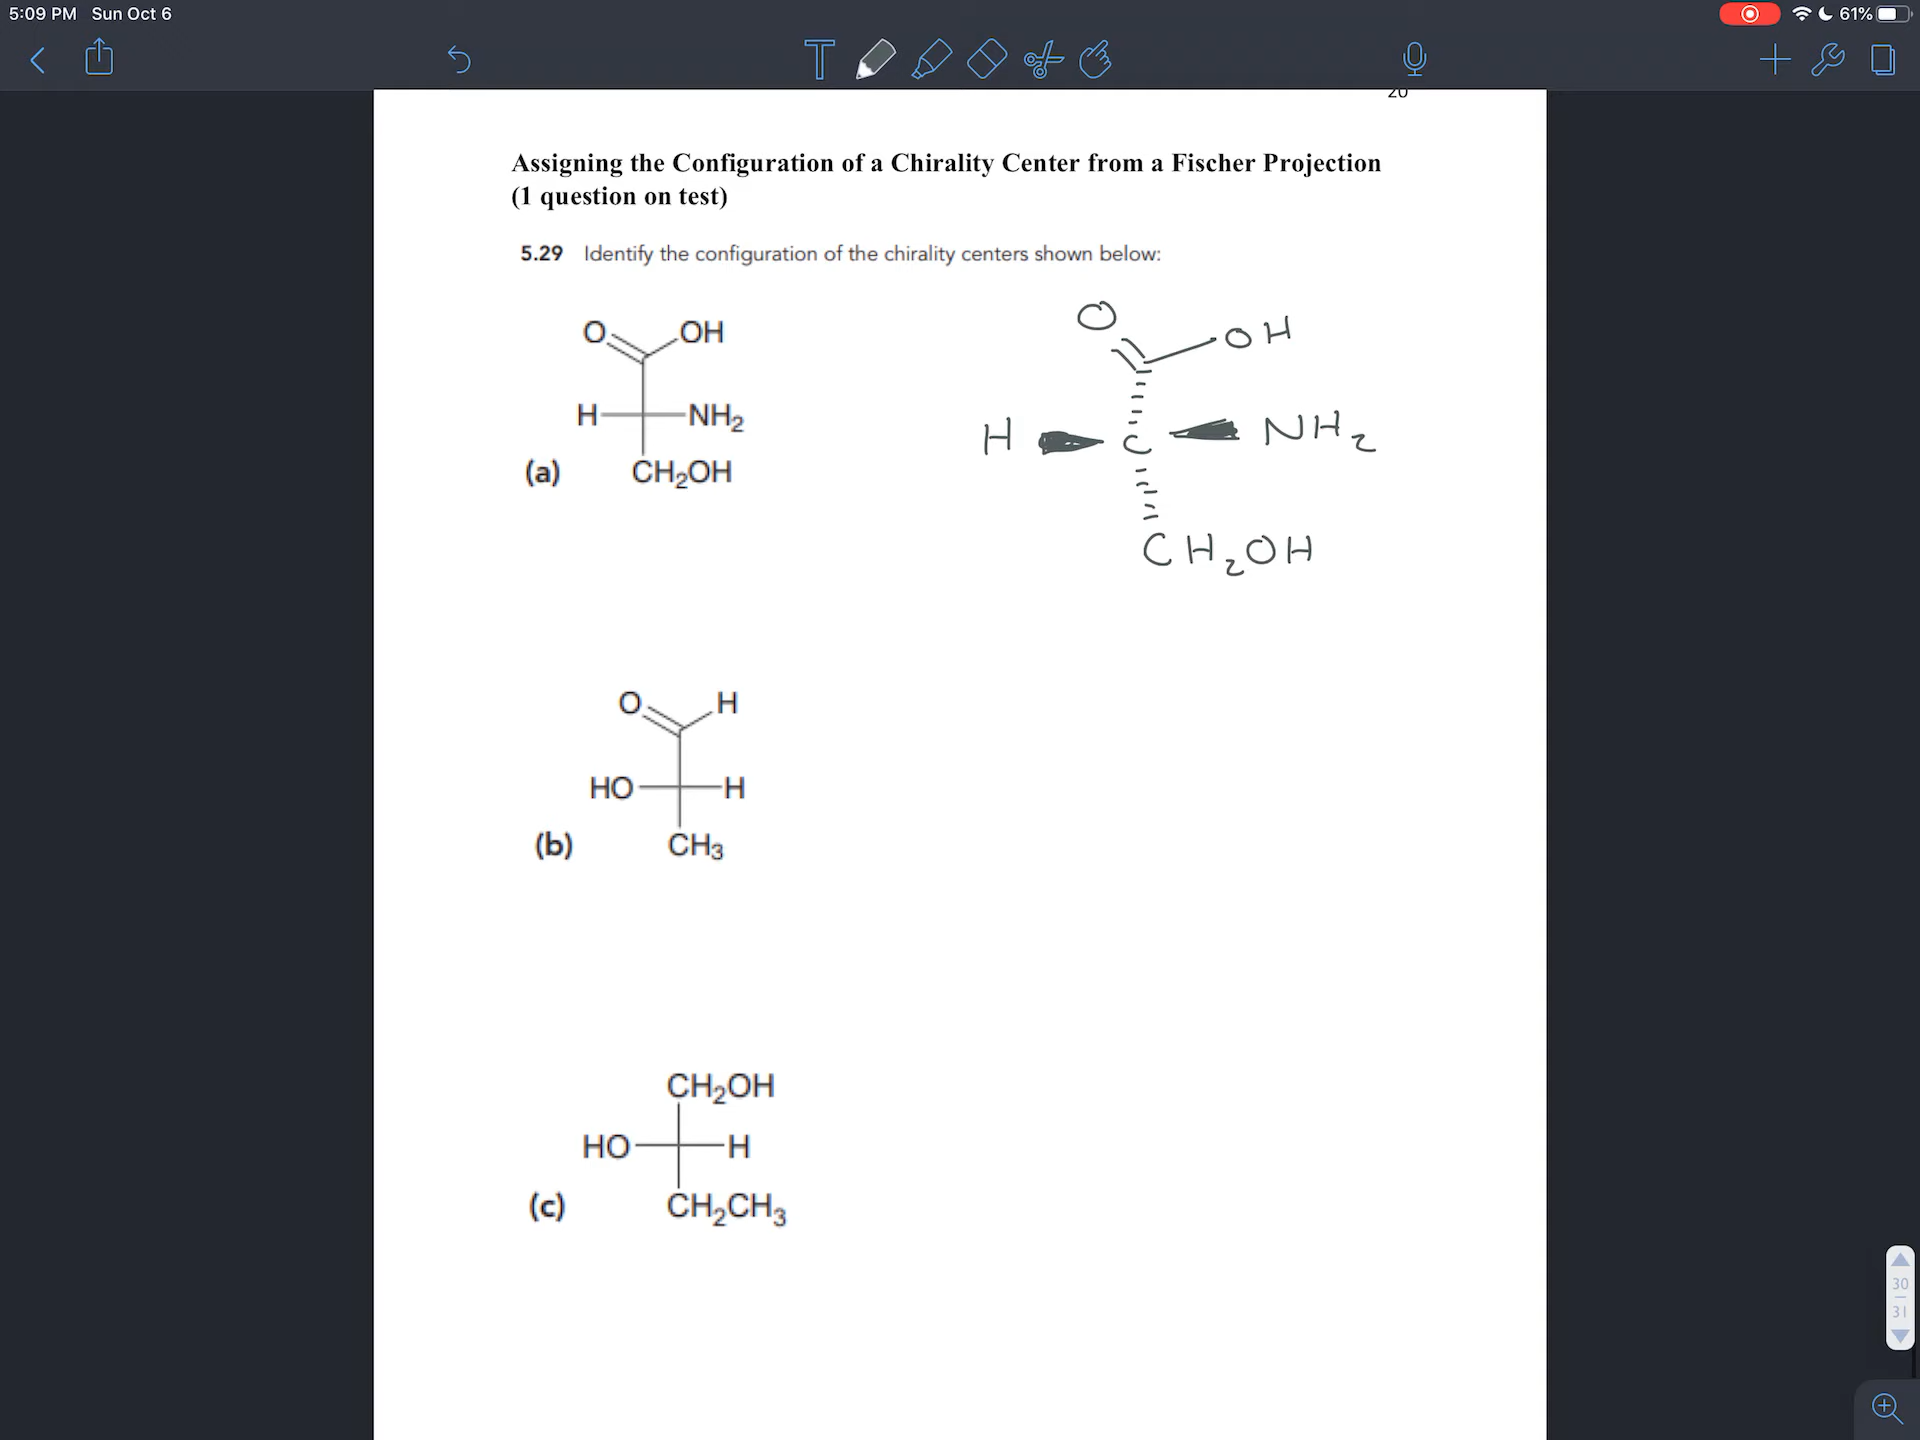 5:09 PM Sun Oct 6
61%
20
Assigning the Configuration of a Chirality Center from a Fischer Projection
(1 question on test)
5.29 Identify the configuration of the chirality centers shown below:
O OH
H NH₂
(a) CH₂OH
O OH
H C NH₂
CH₂OH
O H
HO H
(b) CH₃
CH₂OH
HO H
(c) CH₂CH₃
30
31